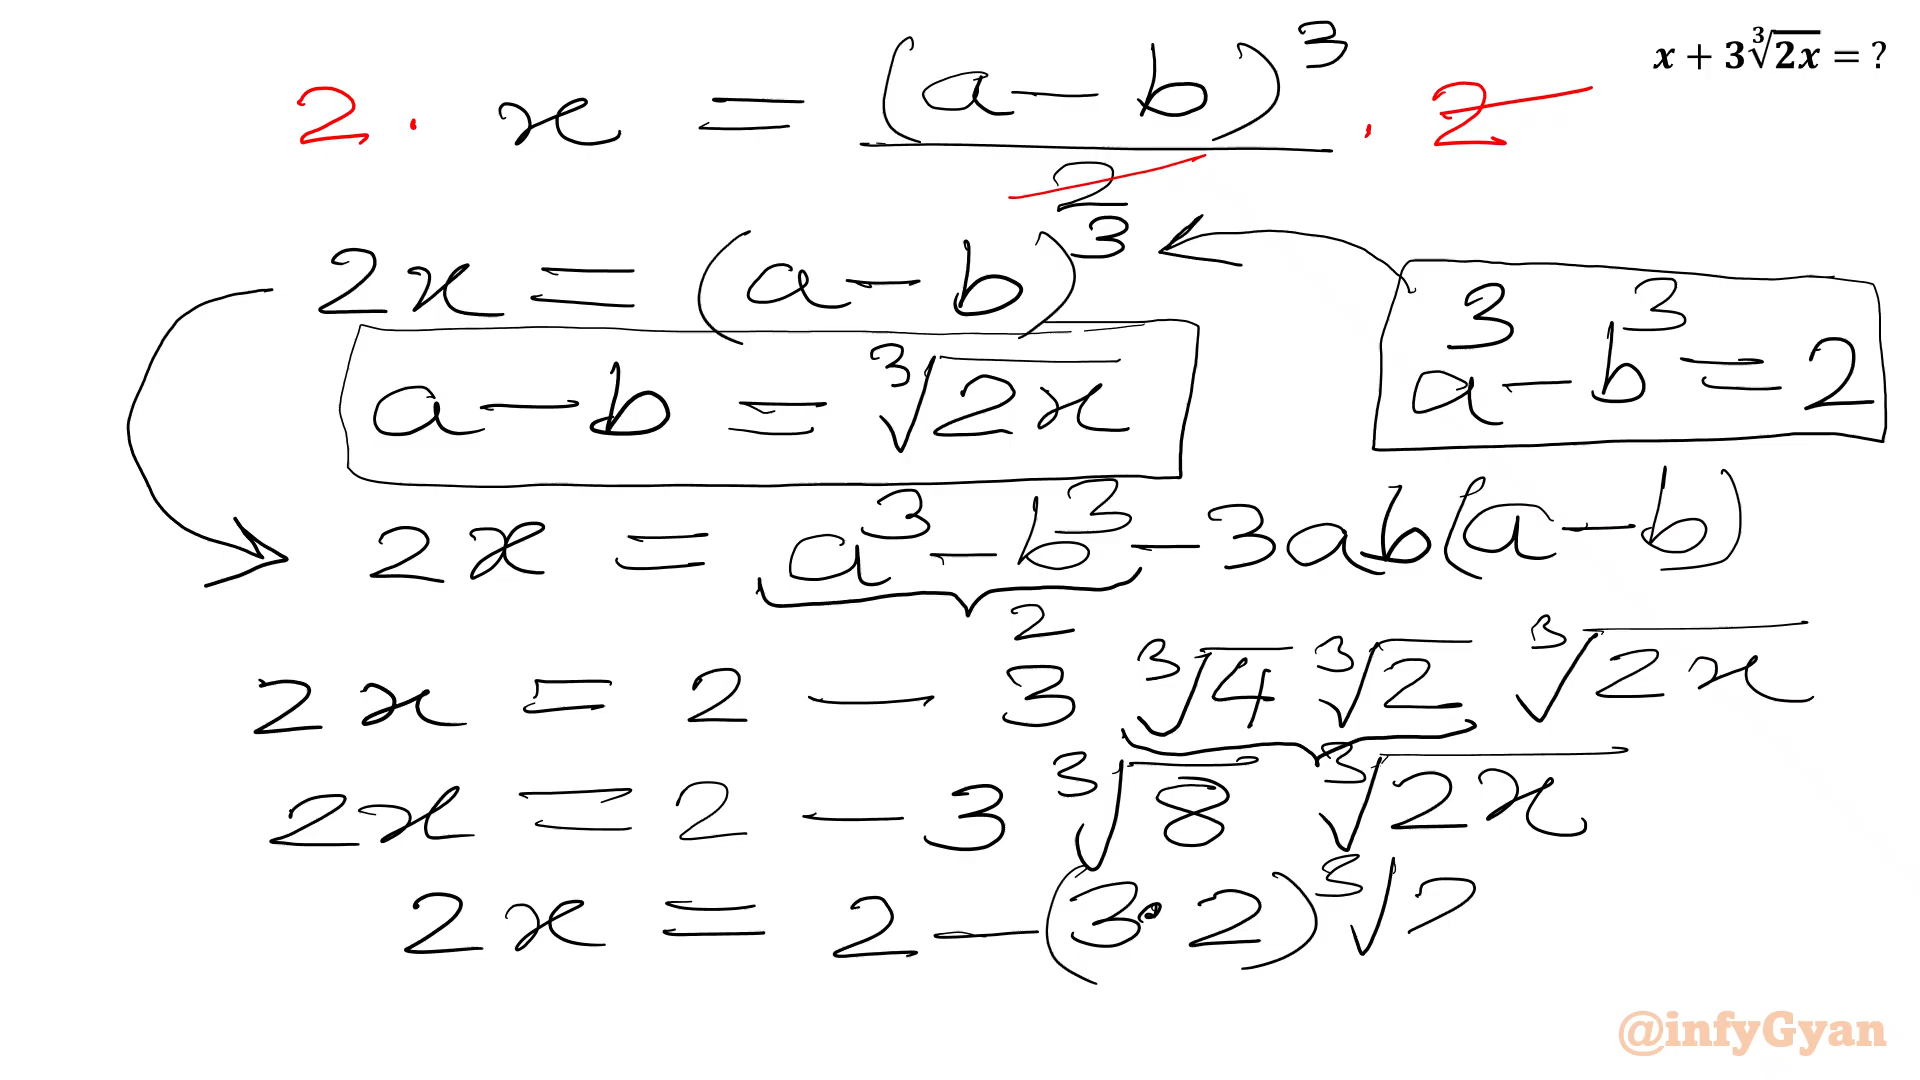 x + 3∛2x = ?
2 · x = (a - b)³ / 2 · 2
2x = (a - b)³
a³ - b³ = 2
a - b = ∛2x
2x = a³ - b³ - 3ab(a - b)
2
2x = 2 - 3 ∛4 ∛2 ∛2x
2x = 2 - 3 ∛8 ∛2x
2x = 2 - (3·2) ∛2
@infyGyan